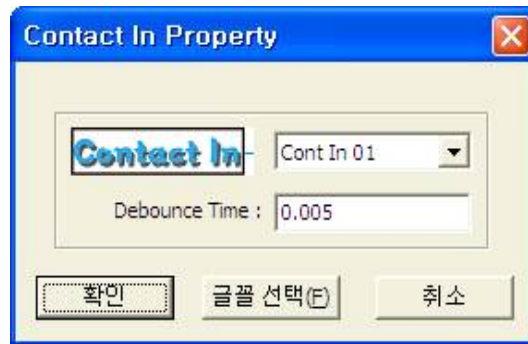 Contact In Property
Contact In Cont In 01
Debounce Time : 0.005
확인 글꼴 선택(F) 취소